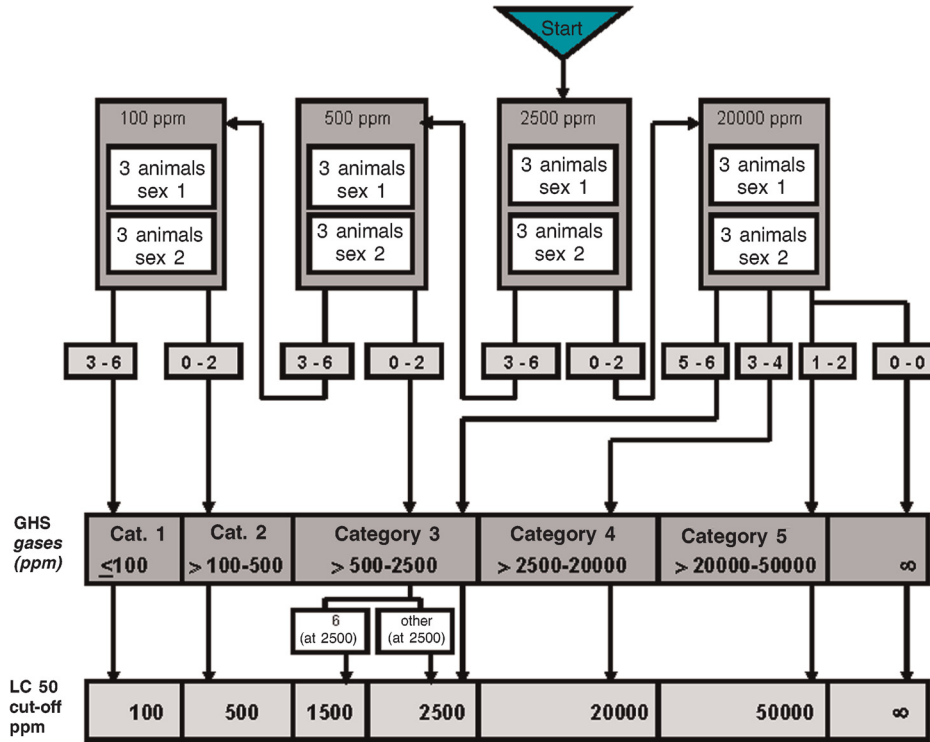 Start
100 ppm
3 animals
sex 1
3 animals
sex 2
500 ppm
3 animals
sex 1
3 animals
sex 2
2500 ppm
3 animals
sex 1
3 animals
sex 2
20000 ppm
3 animals
sex 1
3 animals
sex 2
3 - 6
0 - 2
3 - 6
0 - 2
3 - 6
0 - 2
5 - 6
3 - 4
1 - 2
0 - 0
GHS
gases
(ppm)
Cat. 1
≤100
Cat. 2
> 100-500
Category 3
> 500-2500
Category 4
> 2500-20000
Category 5
> 20000-50000
∞
6
(at 2500)
other
(at 2500)
LC 50
cut-off
ppm
100
500
1500
2500
20000
50000
∞